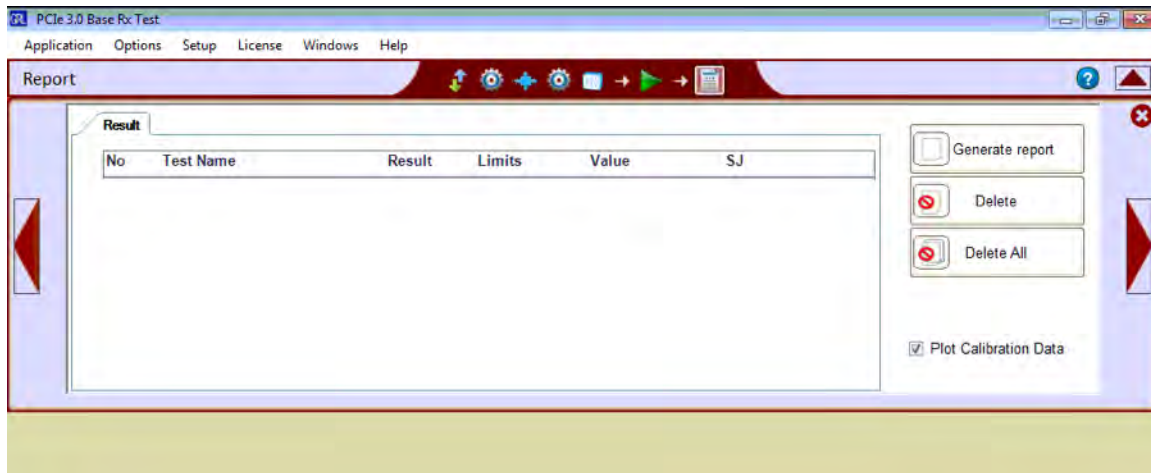 GRL PCIe 3.0 Base Rx Test
Application Options Setup License Windows Help
Report
Result
No Test Name Result Limits Value SJ
Generate report
Delete
Delete All
Plot Calibration Data